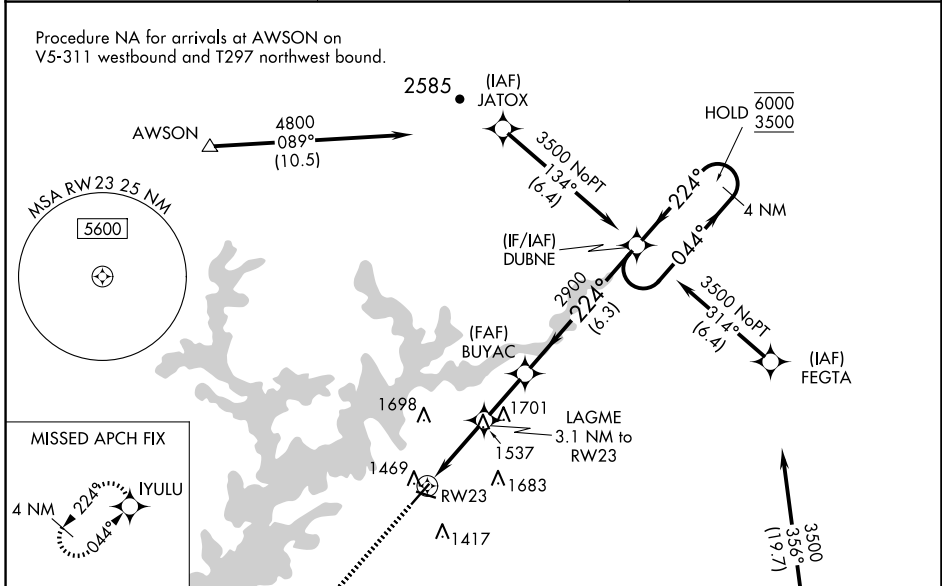 Procedure NA for arrivals at AWSON on
V5-311 westbound and T297 northwest bound.
2585
(IAF)
JATOX
HOLD
6000
3500
AWSON
4800
089°
(10.5)
3500 NoPT
134°
(6.4)
224°
4 NM
044°
MSA RW23 25 NM
5600
(IF/IAF)
DUBNE
2900
224°
(6.3)
3500 NoPT
314°
(6.4)
(IAF)
FEGTA
(FAF)
BUYAC
1698
1701
LAGME
3.1 NM to
RW23
1537
1469
RW23
1683
1417
MISSED APCH FIX
IYULU
4 NM
224°
044°
3500
356°
(19.7)